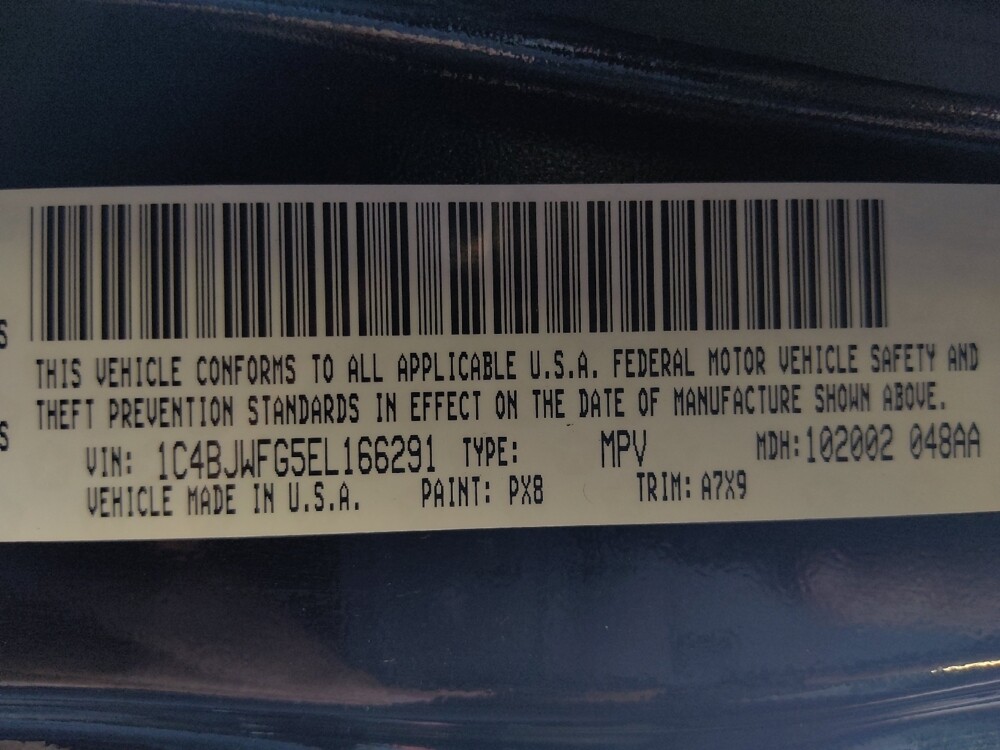 S
THIS VEHICLE CONFORMS TO ALL APPLICABLE U.S.A. FEDERAL MOTOR VEHICLE SAFETY AND
THEFT PREVENTION STANDARDS IN EFFECT ON THE DATE OF MANUFACTURE SHOWN ABOVE.
S
VIN: 1C4BJWFG5EL166291 TYPE: MPV MDH:102002 048AA
VEHICLE MADE IN U.S.A. PAINT: PX8 TRIM: A7X9